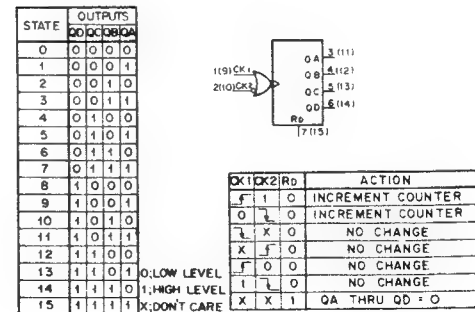 STATE OUTPUTS
QD QC QB QA
0 0 0 0 0
1 0 0 0 1
2 0 0 1 0
3 0 0 1 1
4 0 1 0 0
5 0 1 0 1
6 0 1 1 0
7 0 1 1 1
8 1 0 0 0
9 1 0 0 1
10 1 0 1 0
11 1 0 1 1
12 1 1 0 0
13 1 1 0 1
14 1 1 1 0
15 1 1 1 1
0;LOW LEVEL
1;HIGH LEVEL
X;DON'T CARE
1(9) CK1
2(10) CK2
QA 3 (11)
QB 4 (12)
QC 5 (13)
QD 6 (14)
RD
7(15)
CK1 CK2 RD ACTION
1 0 INCREMENT COUNTER
0 0 INCREMENT COUNTER
X 0 NO CHANGE
X 0 NO CHANGE
0 0 NO CHANGE
1 0 NO CHANGE
X X 1 QA THRU QD = 0